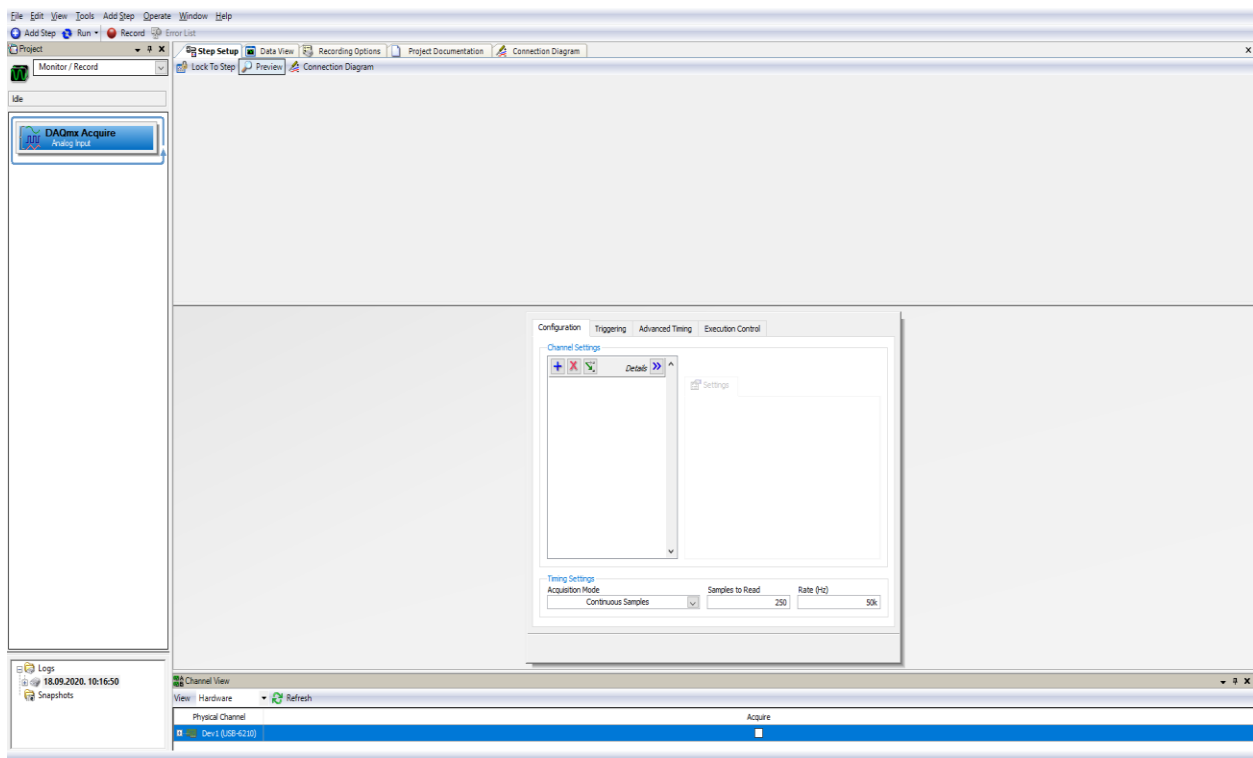 File Edit View Tools Add Step Operate Window Help
Add Step Run Record Error List
Project
Step Setup Data View Recording Options Project Documentation Connection Diagram
Monitor / Record
Lock To Step Preview Connection Diagram
Idle
DAQmx Acquire
Analog Input
Configuration Triggering Advanced Timing Execution Control
Channel Settings
Details
Settings
Timing Settings
Acquisition Mode Samples to Read Rate (Hz)
Continuous Samples 250 50k
Logs
18.09.2020. 10:16:50
Snapshots
Channel View
View Hardware Refresh
Physical Channel Acquire
Dev1 (USB-6210)